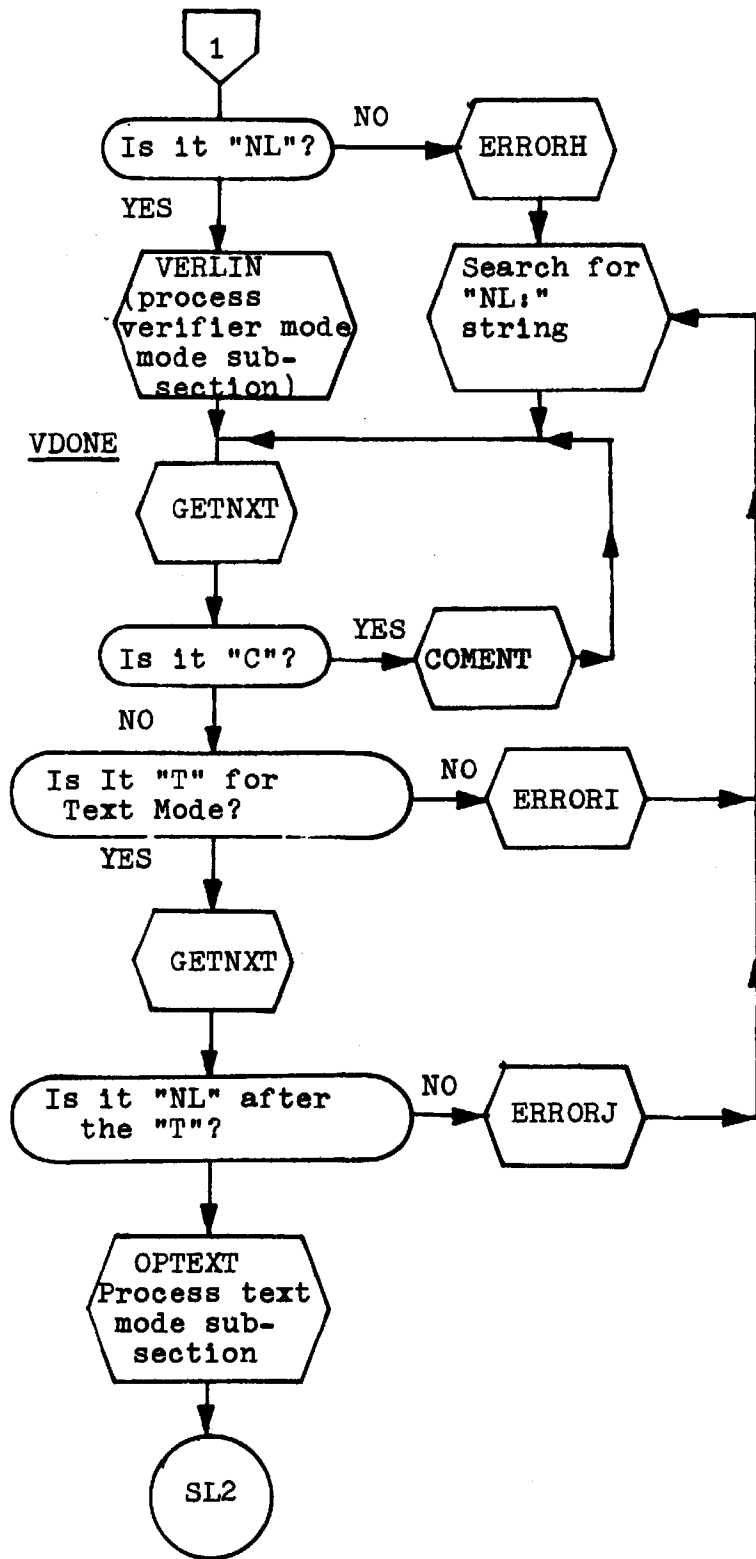 1
Is it "NL"?
NO
ERRORH
YES
VERLIN
(process
verifier mode
mode sub-
section)
Search for
"NL:"
string
VDONE
GETNXT
Is it "C"?
YES
COMENT
NO
Is It "T" for
Text Mode?
NO
ERRORI
YES
GETNXT
Is it "NL" after
the "T"?
NO
ERRORJ
OPTEXT
Process text
mode sub-
section
SL2